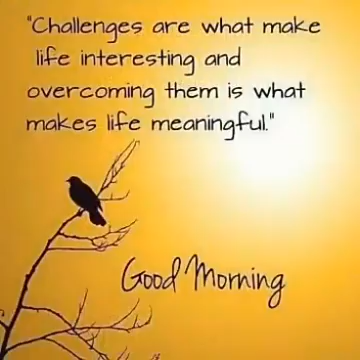 "Challenges are what make
life interesting and
overcoming them is what
makes life meaningful."
Good Morning